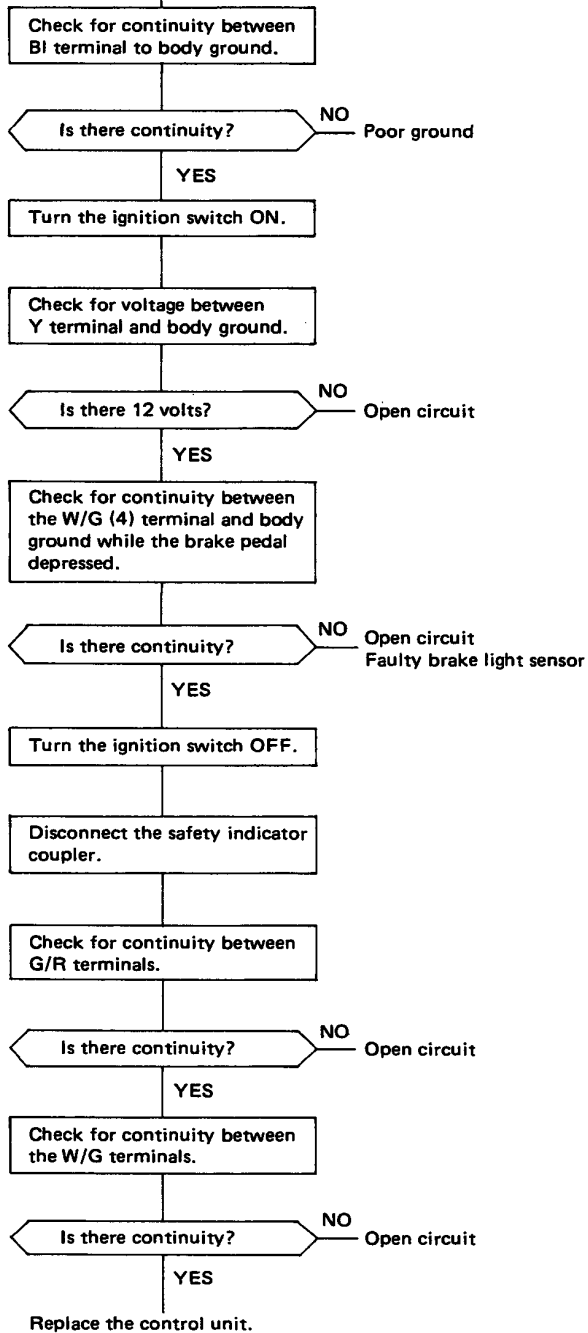 Check for continuity between
Bl terminal to body ground.
Is there continuity?
NO
Poor ground
YES
Turn the ignition switch ON.
Check for voltage between
Y terminal and body ground.
Is there 12 volts?
NO
Open circuit
YES
Check for continuity between
the W/G (4) terminal and body
ground while the brake pedal
depressed.
Is there continuity?
NO
Open circuit
Faulty brake light sensor
YES
Turn the ignition switch OFF.
Disconnect the safety indicator
coupler.
Check for continuity between
G/R terminals.
Is there continuity?
NO
Open circuit
YES
Check for continuity between
the W/G terminals.
Is there continuity?
NO
Open circuit
YES
Replace the control unit.